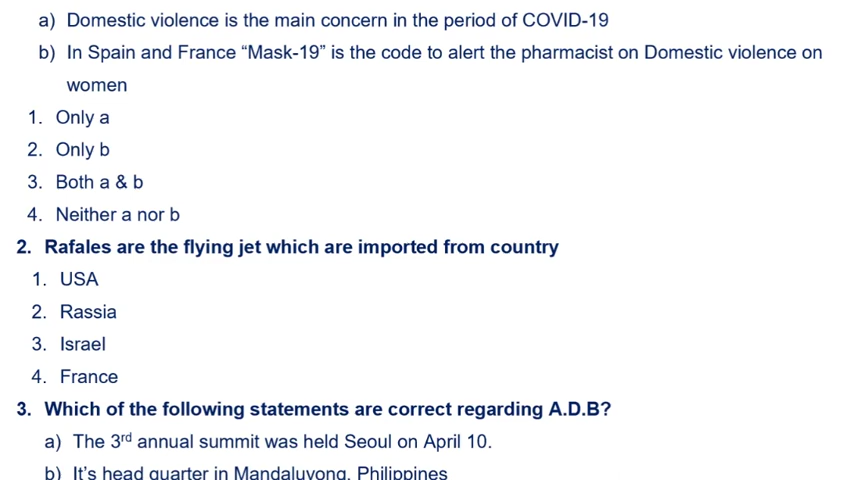 a) Domestic violence is the main concern in the period of COVID-19
b) In Spain and France “Mask-19” is the code to alert the pharmacist on Domestic violence on
women
1. Only a
2. Only b
3. Both a & b
4. Neither a nor b
2. Rafales are the flying jet which are imported from country
1. USA
2. Rassia
3. Israel
4. France
3. Which of the following statements are correct regarding A.D.B?
a) The 3rd annual summit was held Seoul on April 10.
b) It’s head quarter in Mandaluyong, Philippines